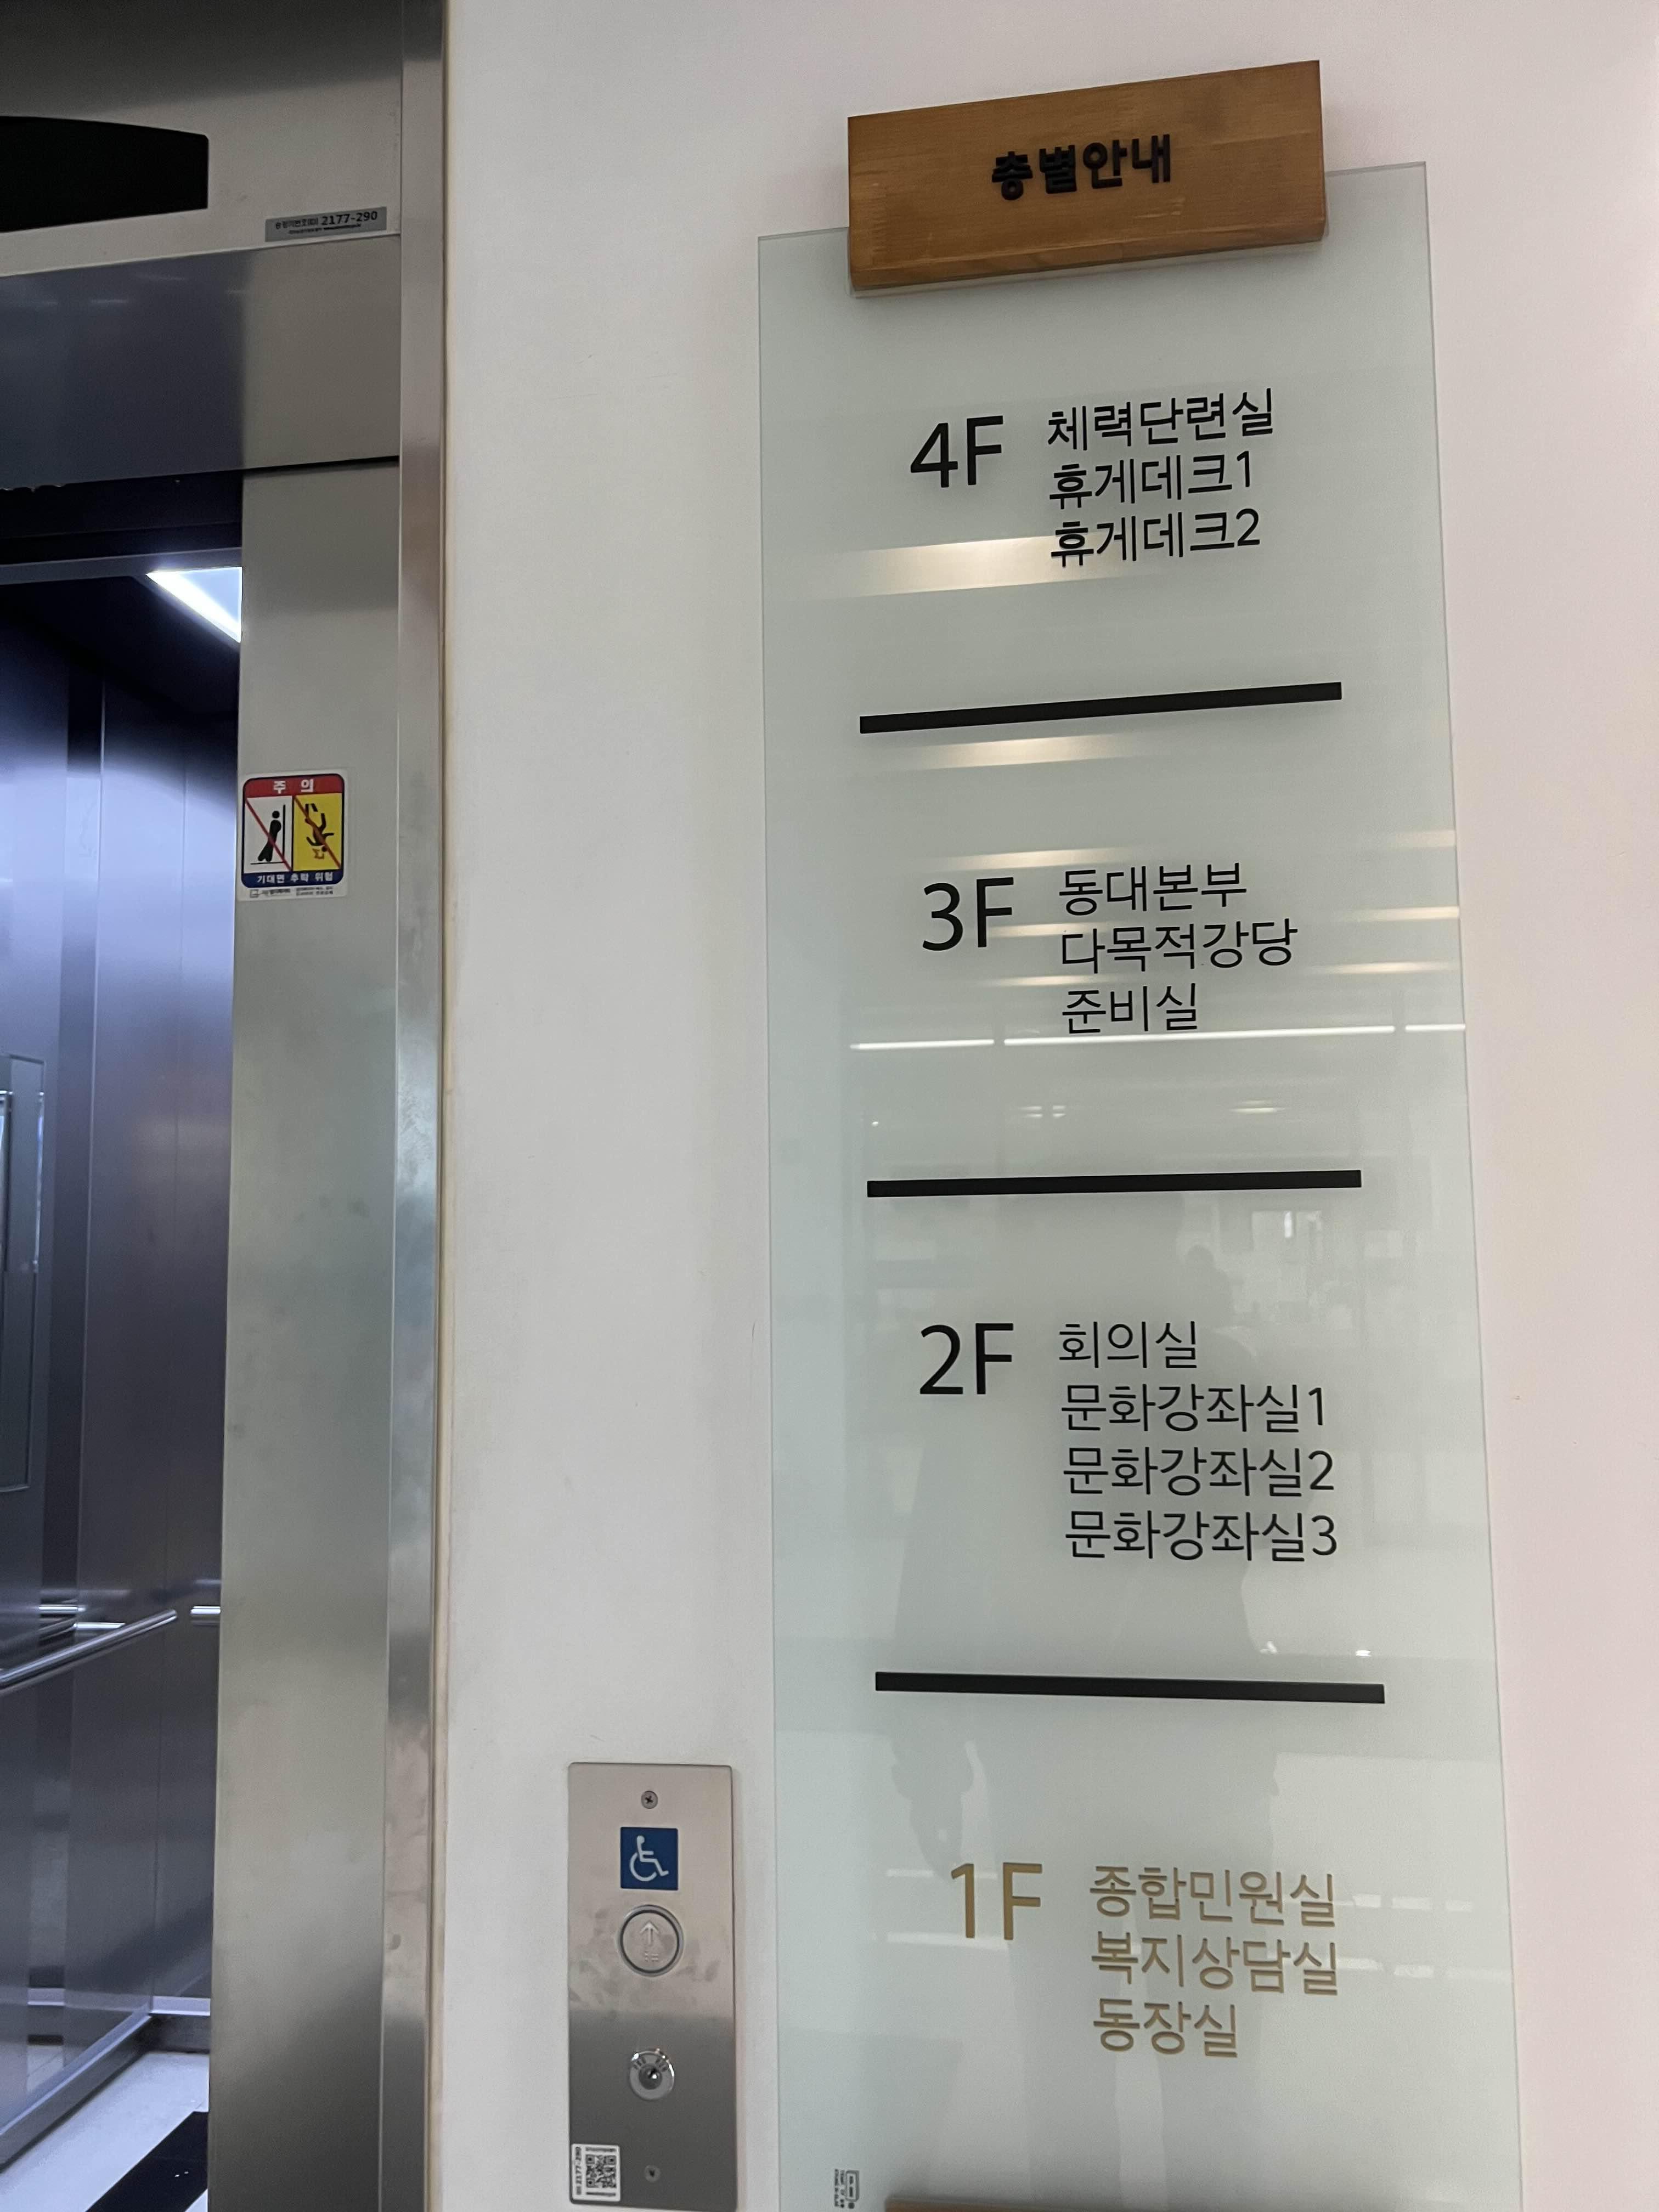 층별안내
4F 체력단련실
휴게데크1
휴게데크2
3F 동대본부
다목적강당
준비실
2F 회의실
문화강좌실1
문화강좌실2
문화강좌실3
1F 종합민원실
복지상담실
동장실
2177-290
주 의
기대면 추락 위험